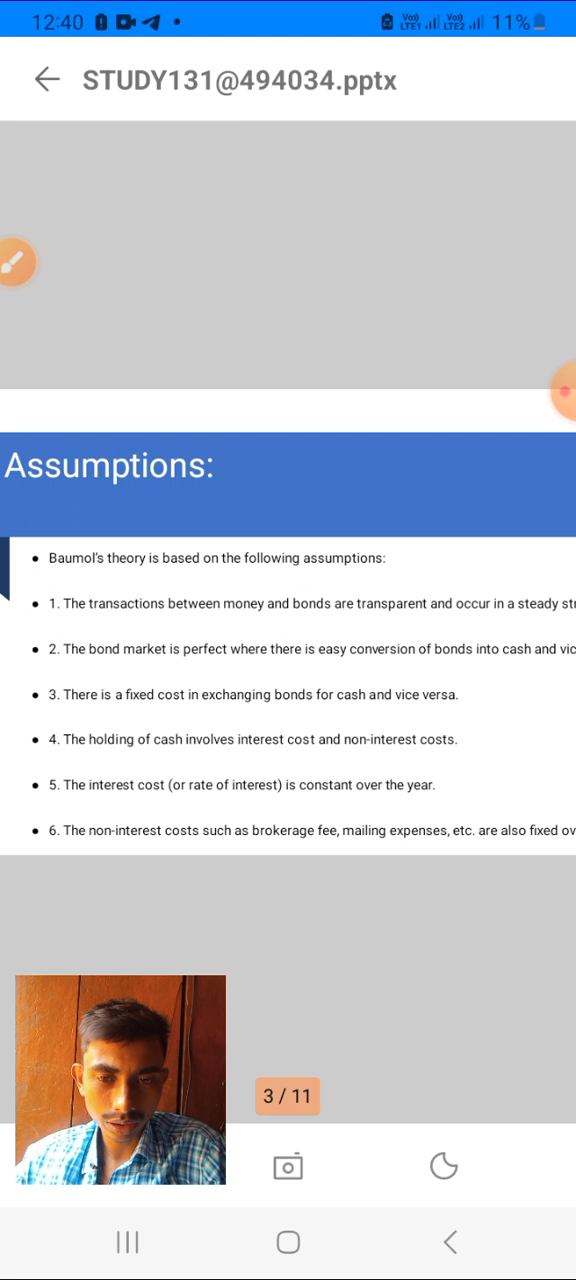 12:40
Vo)) LTE1 Vo)) LTE2 11%
STUDY131@494034.pptx
Assumptions:
• Baumol's theory is based on the following assumptions:
• 1. The transactions between money and bonds are transparent and occur in a steady str
• 2. The bond market is perfect where there is easy conversion of bonds into cash and vic
• 3. There is a fixed cost in exchanging bonds for cash and vice versa.
• 4. The holding of cash involves interest cost and non-interest costs.
• 5. The interest cost (or rate of interest) is constant over the year.
• 6. The non-interest costs such as brokerage fee, mailing expenses, etc. are also fixed ov
3 / 11